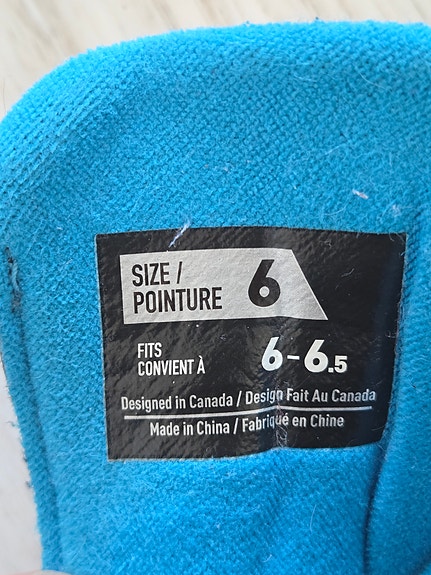 SIZE / 
POINTURE 6
FITS
CONVIENT À 6-6.5
Designed in Canada / Design Fait Au Canada
Made in China / Fabriqué en Chine